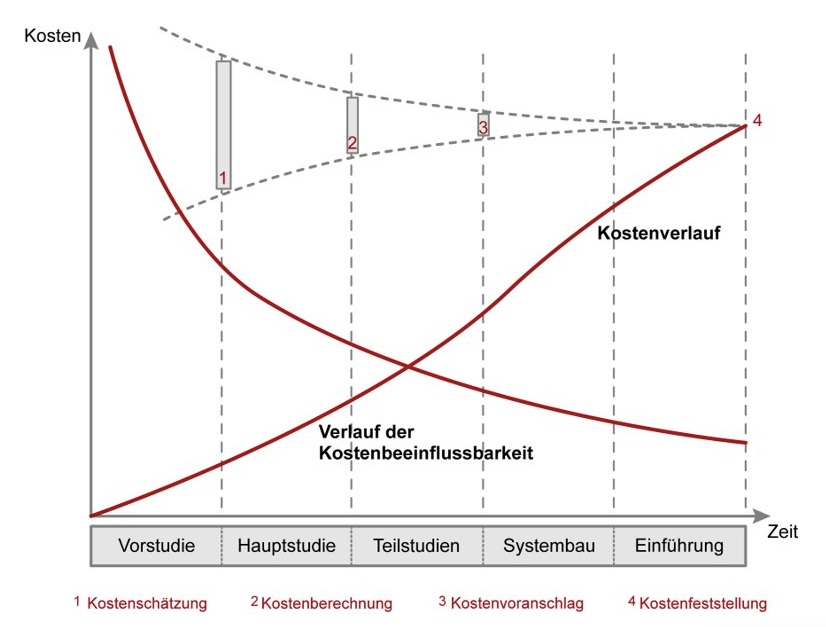 Kosten
1
2
3
4
Kostenverlauf
Verlauf der
Kostenbeeinflussbarkeit
Zeit
Vorstudie Hauptstudie Teilstudien Systembau Einführung
1 Kostenschätzung 2 Kostenberechnung 3 Kostenvoranschlag 4 Kostenfeststellung